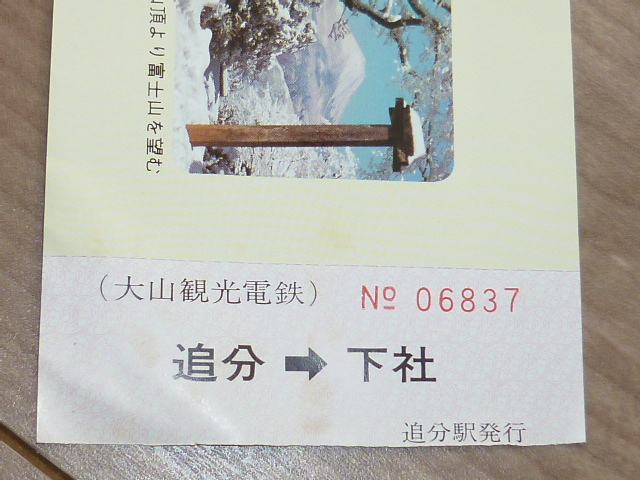 山頂より富士山を望む
(大山観光電鉄)
№ 06837
追分 ➡ 下社
追分駅発行